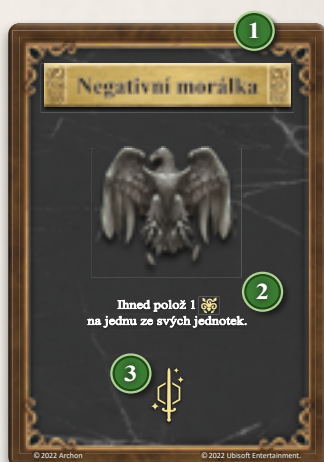 1
Negativní morálka
2
Ihned polož 1
na jednu ze svých jednotek.
3
© 2022 Archon © 2022 Ubisoft Entertainment.